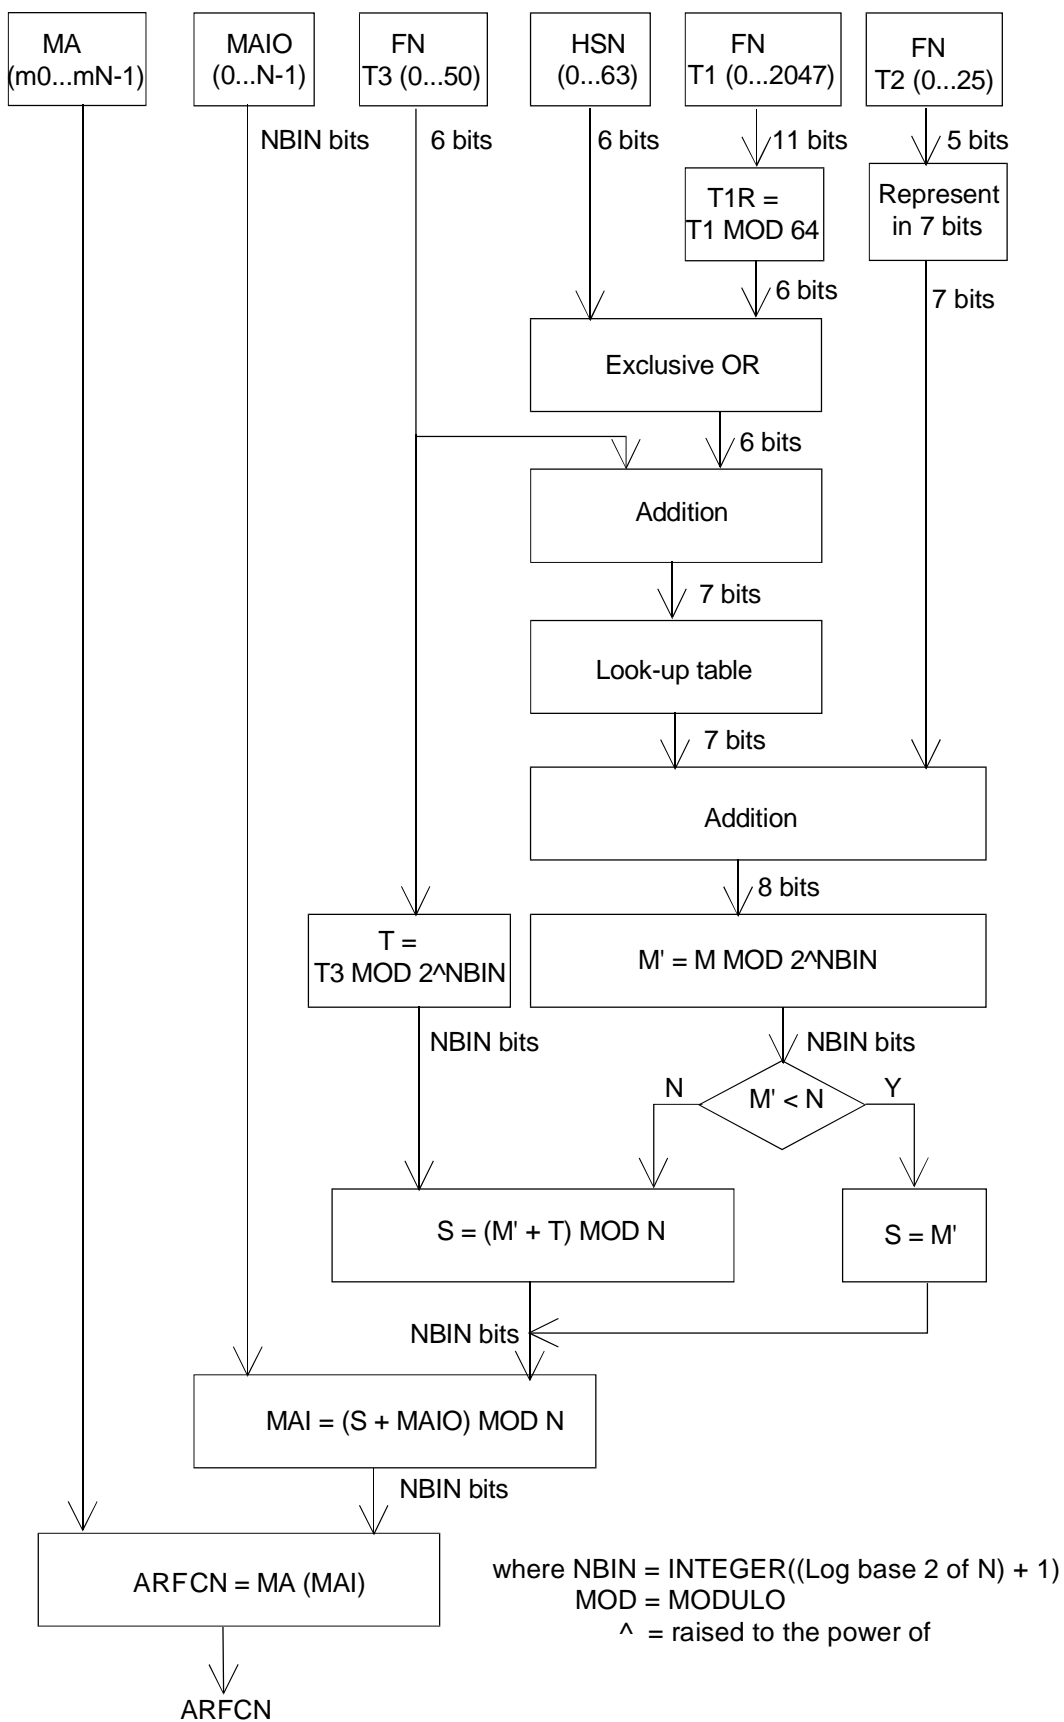 MA
(m0...mN-1)
MAIO
(0...N-1)
FN
T3 (0...50)
HSN
(0...63)
FN
T1 (0...2047)
FN
T2 (0...25)
NBIN bits
6 bits
6 bits
11 bits
5 bits
T1R =
T1 MOD 64
Represent
in 7 bits
6 bits
7 bits
Exclusive OR
6 bits
Addition
7 bits
Look-up table
7 bits
Addition
8 bits
T =
T3 MOD 2^NBIN
M' = M MOD 2^NBIN
NBIN bits
NBIN bits
N
M' < N
Y
S = (M' + T) MOD N
S = M'
NBIN bits
MAI = (S + MAIO) MOD N
NBIN bits
ARFCN = MA (MAI)
where NBIN = INTEGER((Log base 2 of N) + 1)
MOD = MODULO
^ = raised to the power of
ARFCN